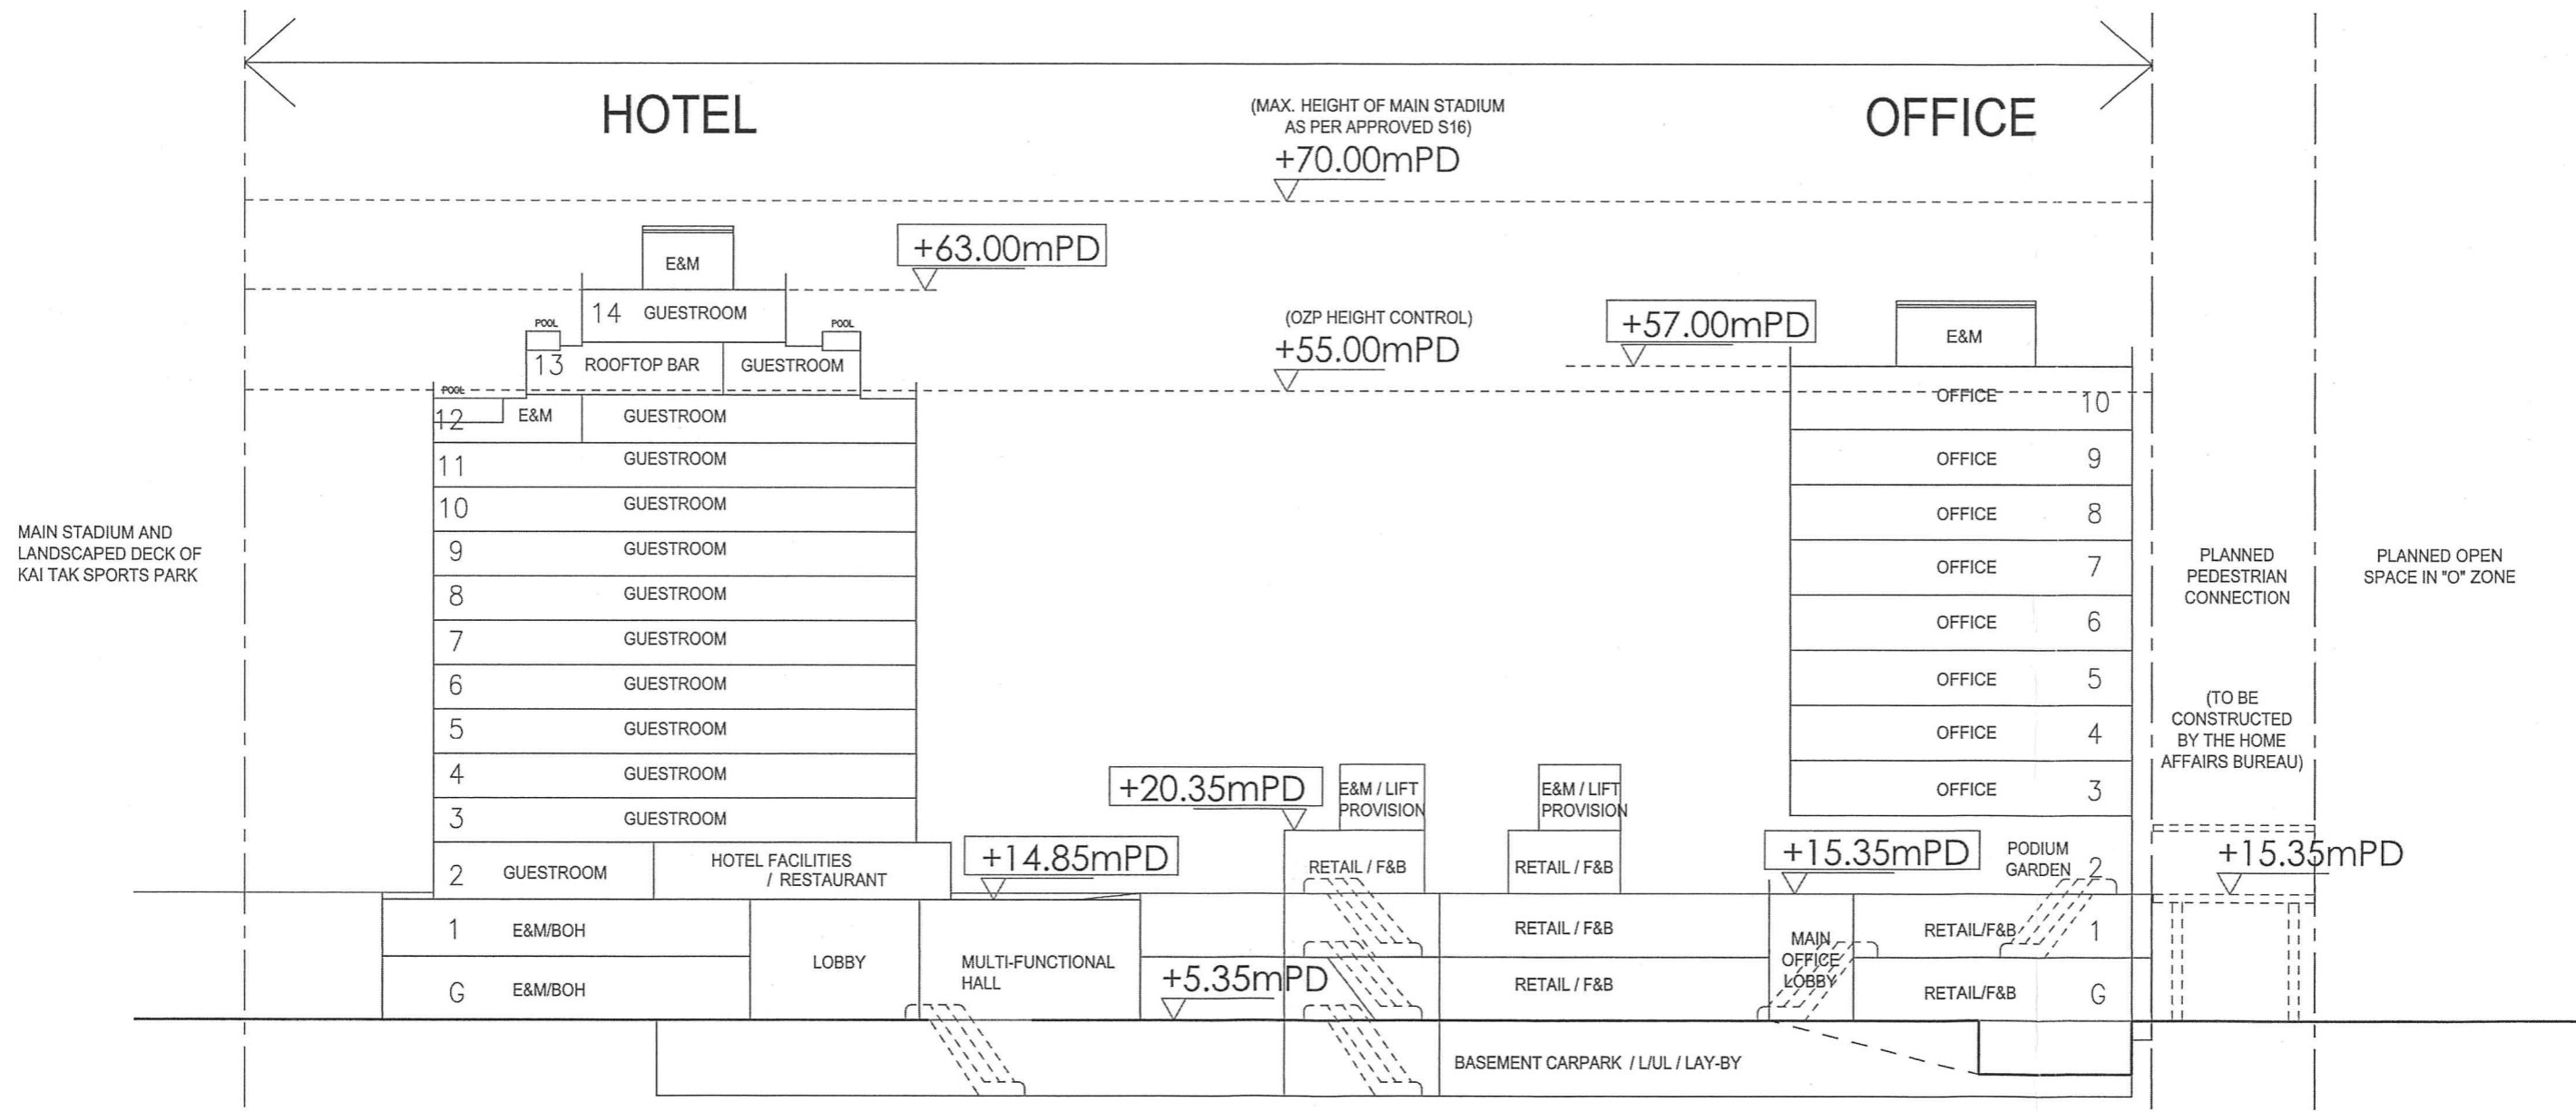 HOTEL
OFFICE
(MAX. HEIGHT OF MAIN STADIUM
AS PER APPROVED S16)
+70.00mPD
+63.00mPD
E&M
14 GUESTROOM
POOL
POOL
13 ROOFTOP BAR GUESTROOM
(OZP HEIGHT CONTROL)
+55.00mPD
+57.00mPD
E&M
POOL
12 E&M GUESTROOM
11 GUESTROOM
10 GUESTROOM
9 GUESTROOM
8 GUESTROOM
7 GUESTROOM
6 GUESTROOM
5 GUESTROOM
4 GUESTROOM
3 GUESTROOM
2 GUESTROOM
HOTEL FACILITIES
/ RESTAURANT
1 E&M/BOH
G E&M/BOH
LOBBY
MULTI-FUNCTIONAL
HALL
MAIN STADIUM AND
LANDSCAPED DECK OF
KAI TAK SPORTS PARK
+14.85mPD
+20.35mPD
+5.35mPD
E&M / LIFT
PROVISION
E&M / LIFT
PROVISION
RETAIL / F&B
RETAIL / F&B
RETAIL / F&B
RETAIL / F&B
BASEMENT CARPARK / L/UL / LAY-BY
OFFICE 10
OFFICE 9
OFFICE 8
OFFICE 7
OFFICE 6
OFFICE 5
OFFICE 4
OFFICE 3
+15.35mPD
PODIUM
GARDEN 2
MAIN
OFFICE
LOBBY
RETAIL/F&B 1
RETAIL/F&B G
PLANNED
PEDESTRIAN
CONNECTION
(TO BE
CONSTRUCTED
BY THE HOME
AFFAIRS BUREAU)
+15.35mPD
PLANNED OPEN
SPACE IN "O" ZONE